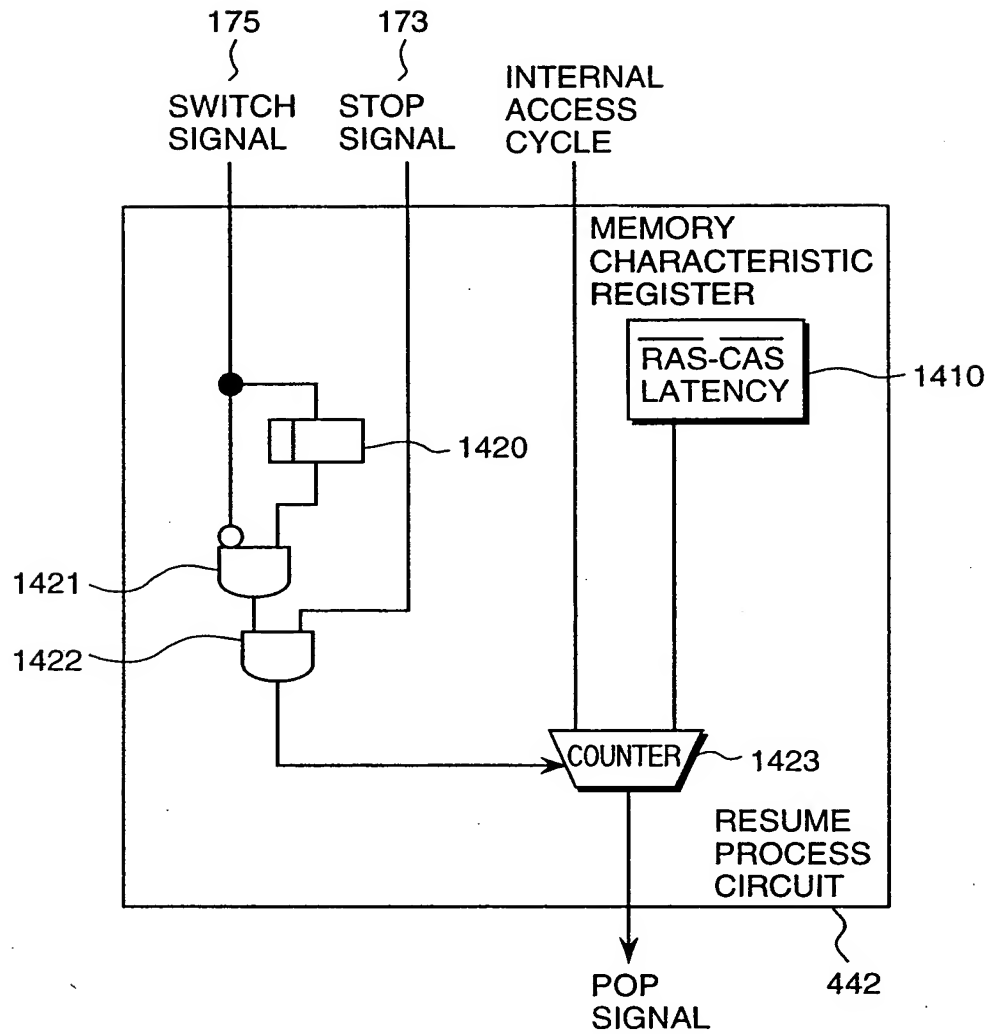 175
173
SWITCH
SIGNAL
STOP
SIGNAL
INTERNAL
ACCESS
CYCLE
MEMORY
CHARACTERISTIC
REGISTER
RAS-CAS
LATENCY
1410
1420
1421
1422
COUNTER
1423
RESUME
PROCESS
CIRCUIT
442
POP
SIGNAL